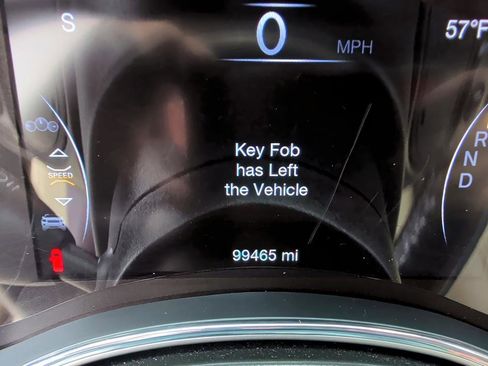 S
0
MPH
57°F
SPEED
Key Fob
has Left
the Vehicle
R
N
D
99465 mi